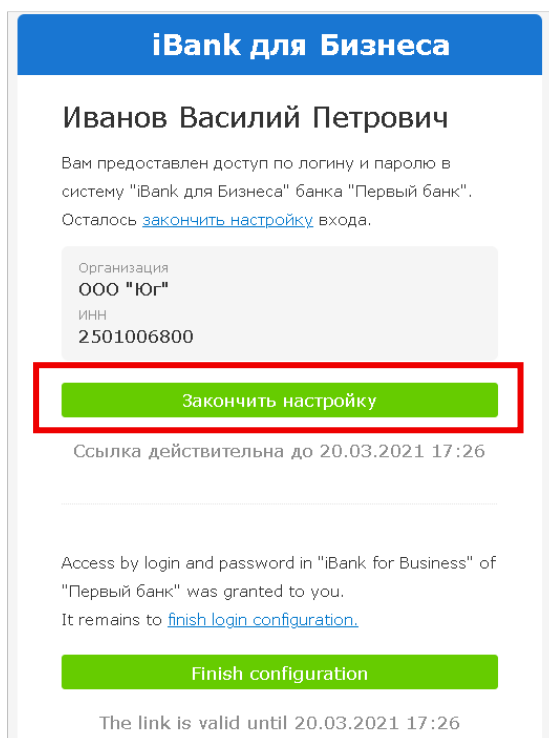 iBank для Бизнеса
Иванов Василий Петрович
Вам предоставлен доступ по логину и паролю в
систему "iBank для Бизнеса" банка "Первый банк".
Осталось закончить настройку входа.
Организация
ООО "Юг"
ИНН
2501006800
Закончить настройку
Ссылка действительна до 20.03.2021 17:26
Access by login and password in "iBank for Business" of
"Первый банк" was granted to you.
It remains to finish login configuration.
Finish configuration
The link is valid until 20.03.2021 17:26